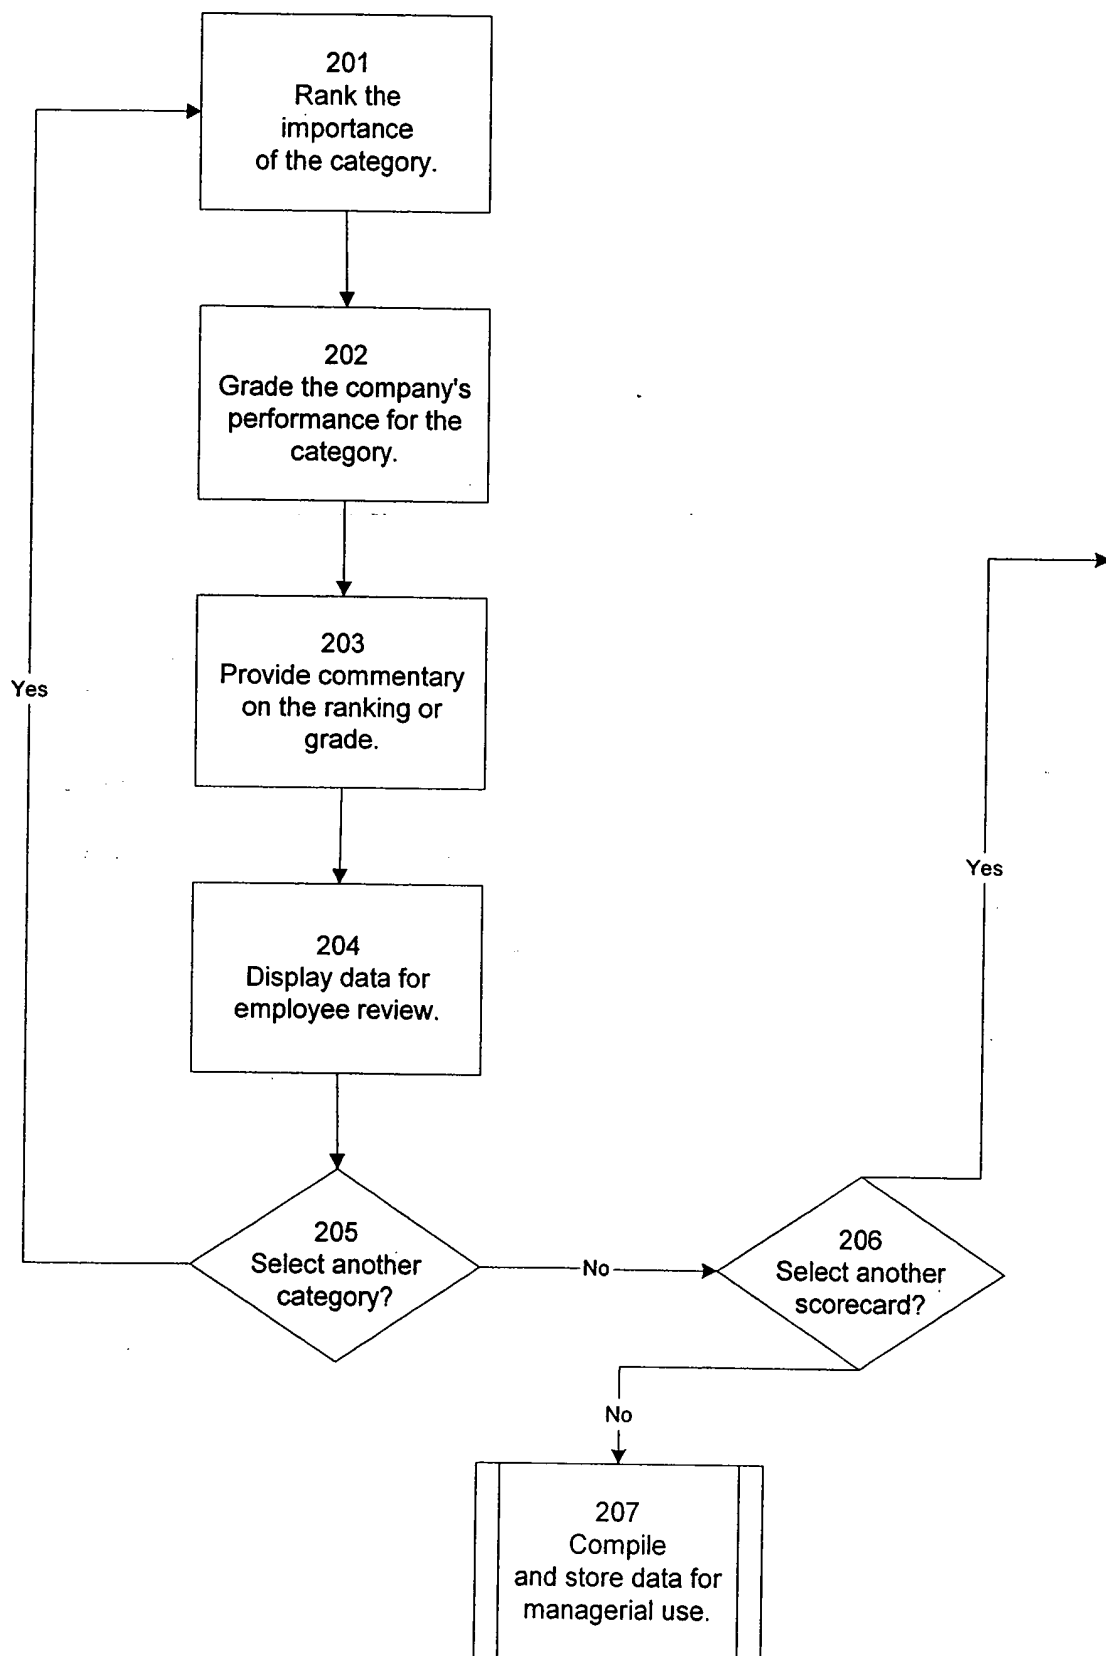 201
Rank the
importance
of the category.
202
Grade the company's
performance for the
category.
203
Provide commentary
on the ranking or
grade.
Yes
Yes
204
Display data for
employee review.
205
Select another
category?
No
206
Select another
scorecard?
No
207
Compile
and store data for
managerial use.